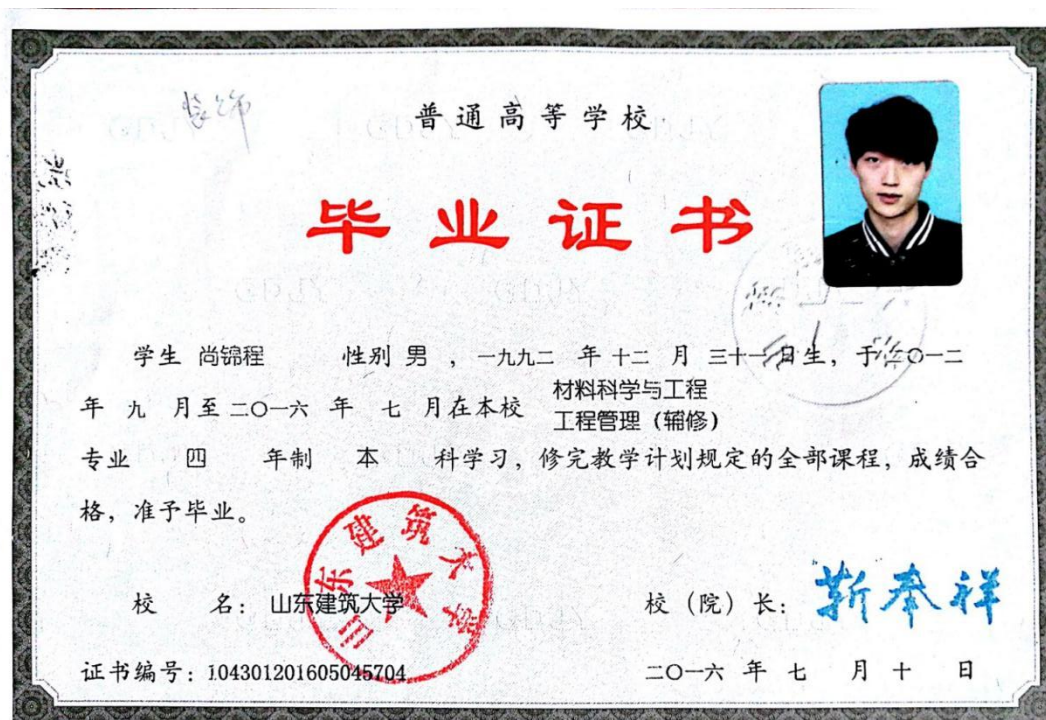 装饰
普通高等学校
毕业证书
学生 尚锦程 性别 男 ，一九九二 年 十二 月 三十一 日生，于 二〇一二
年 九 月至 二〇一六 年 七 月在本校 材料科学与工程
工程管理（辅修）
专业 四 年制 本 科学习，修完教学计划规定的全部课程，成绩合
格，准予毕业。
山东建筑大学
校 名：山东建筑大学
校（院）长：靳奉祥
证书编号：104301201605045704
二〇一六 年 七 月 十 日